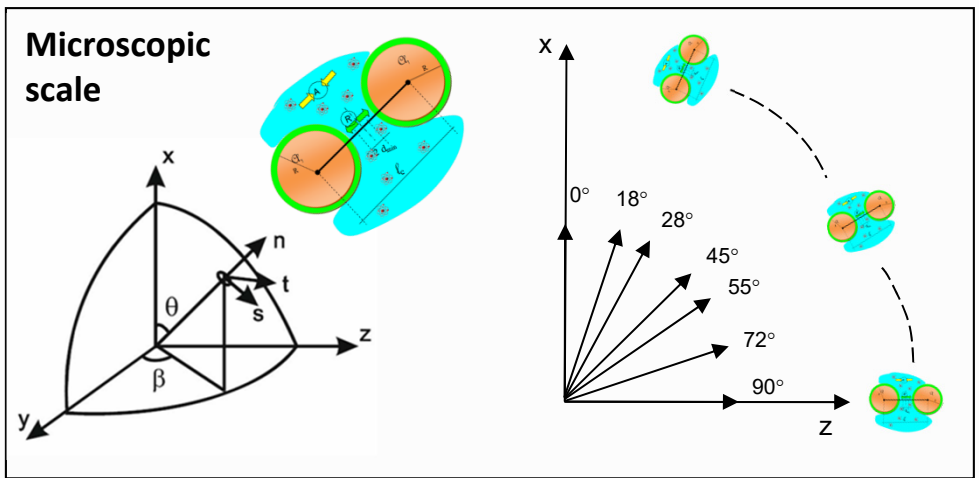 Microscopic
scale
A
R
R
R
x
n
t
s
θ
z
β
y
x
0°
18°
28°
45°
55°
72°
90°
z